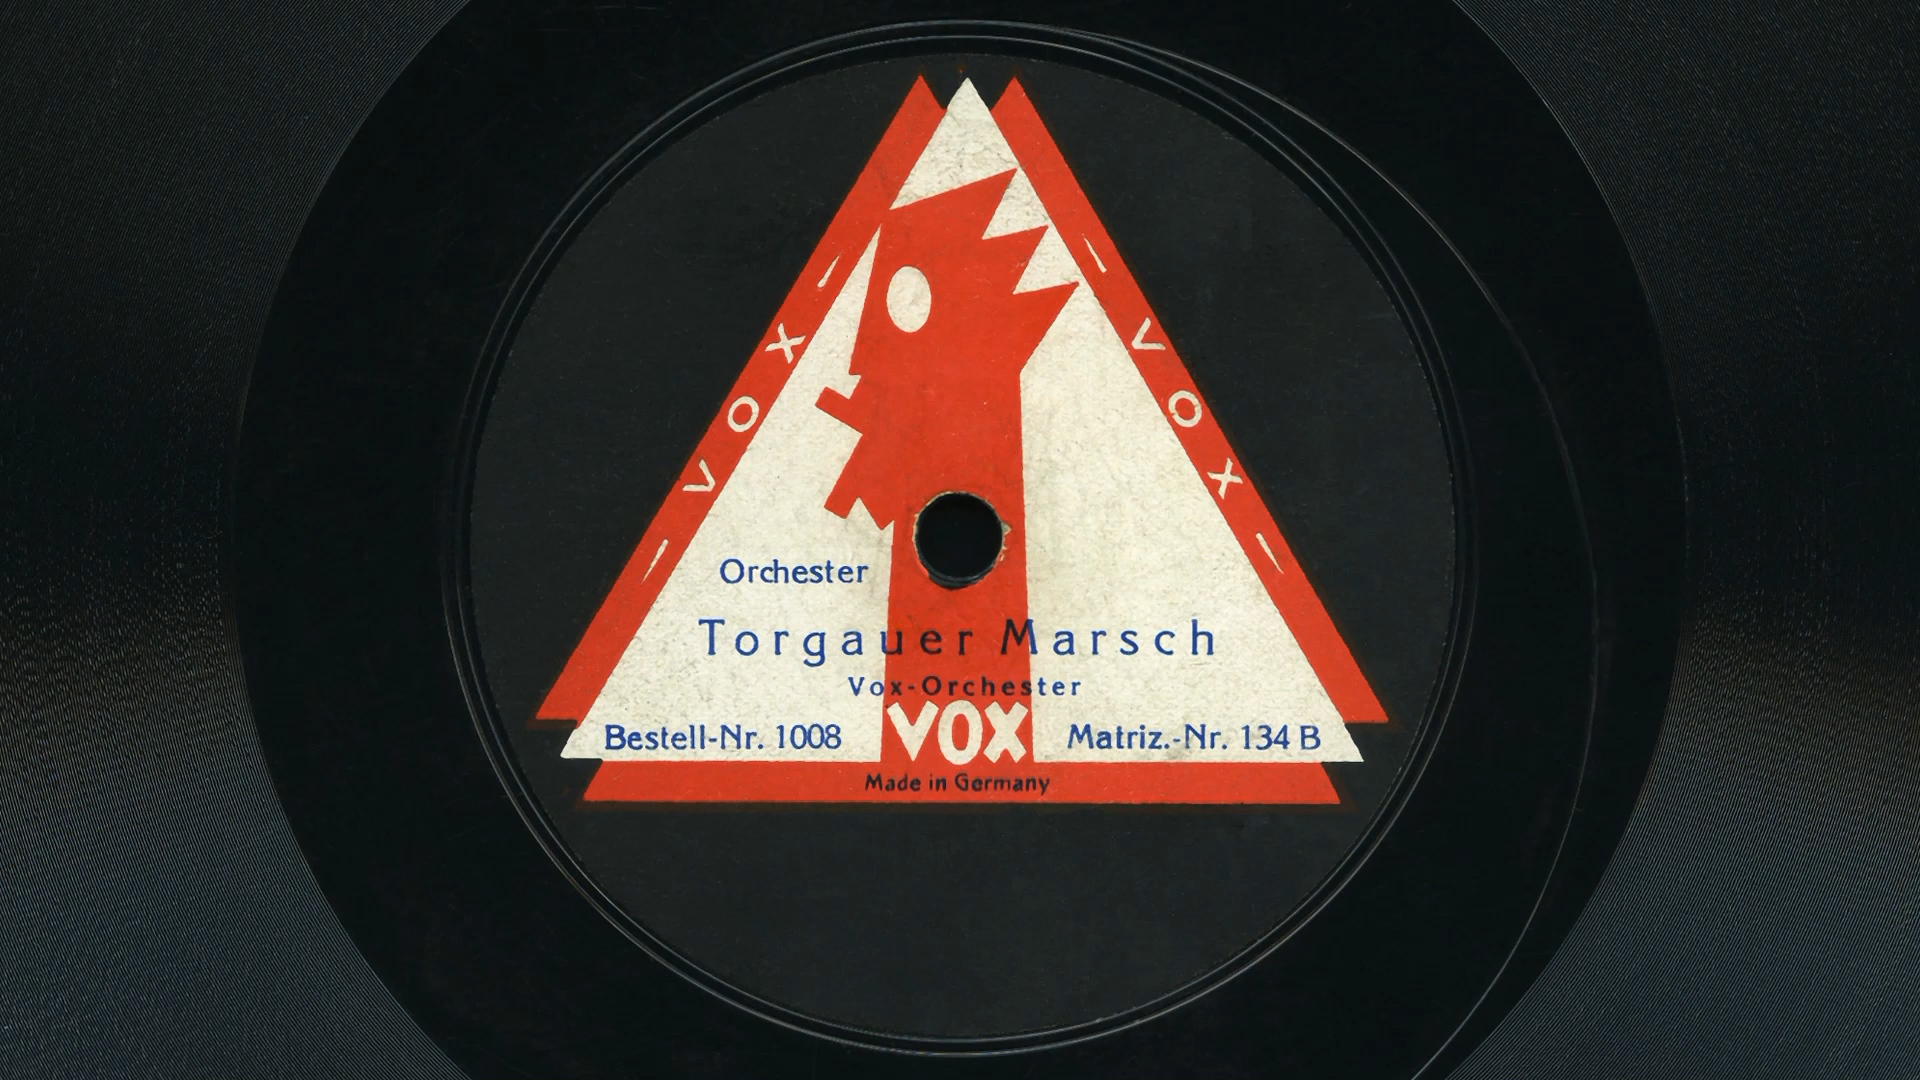 – VOX –
– VOX –
Orchester
Torgauer Marsch
Vox-Orchester
Bestell-Nr. 1008
VOX
Matriz.-Nr. 134 B
Made in Germany